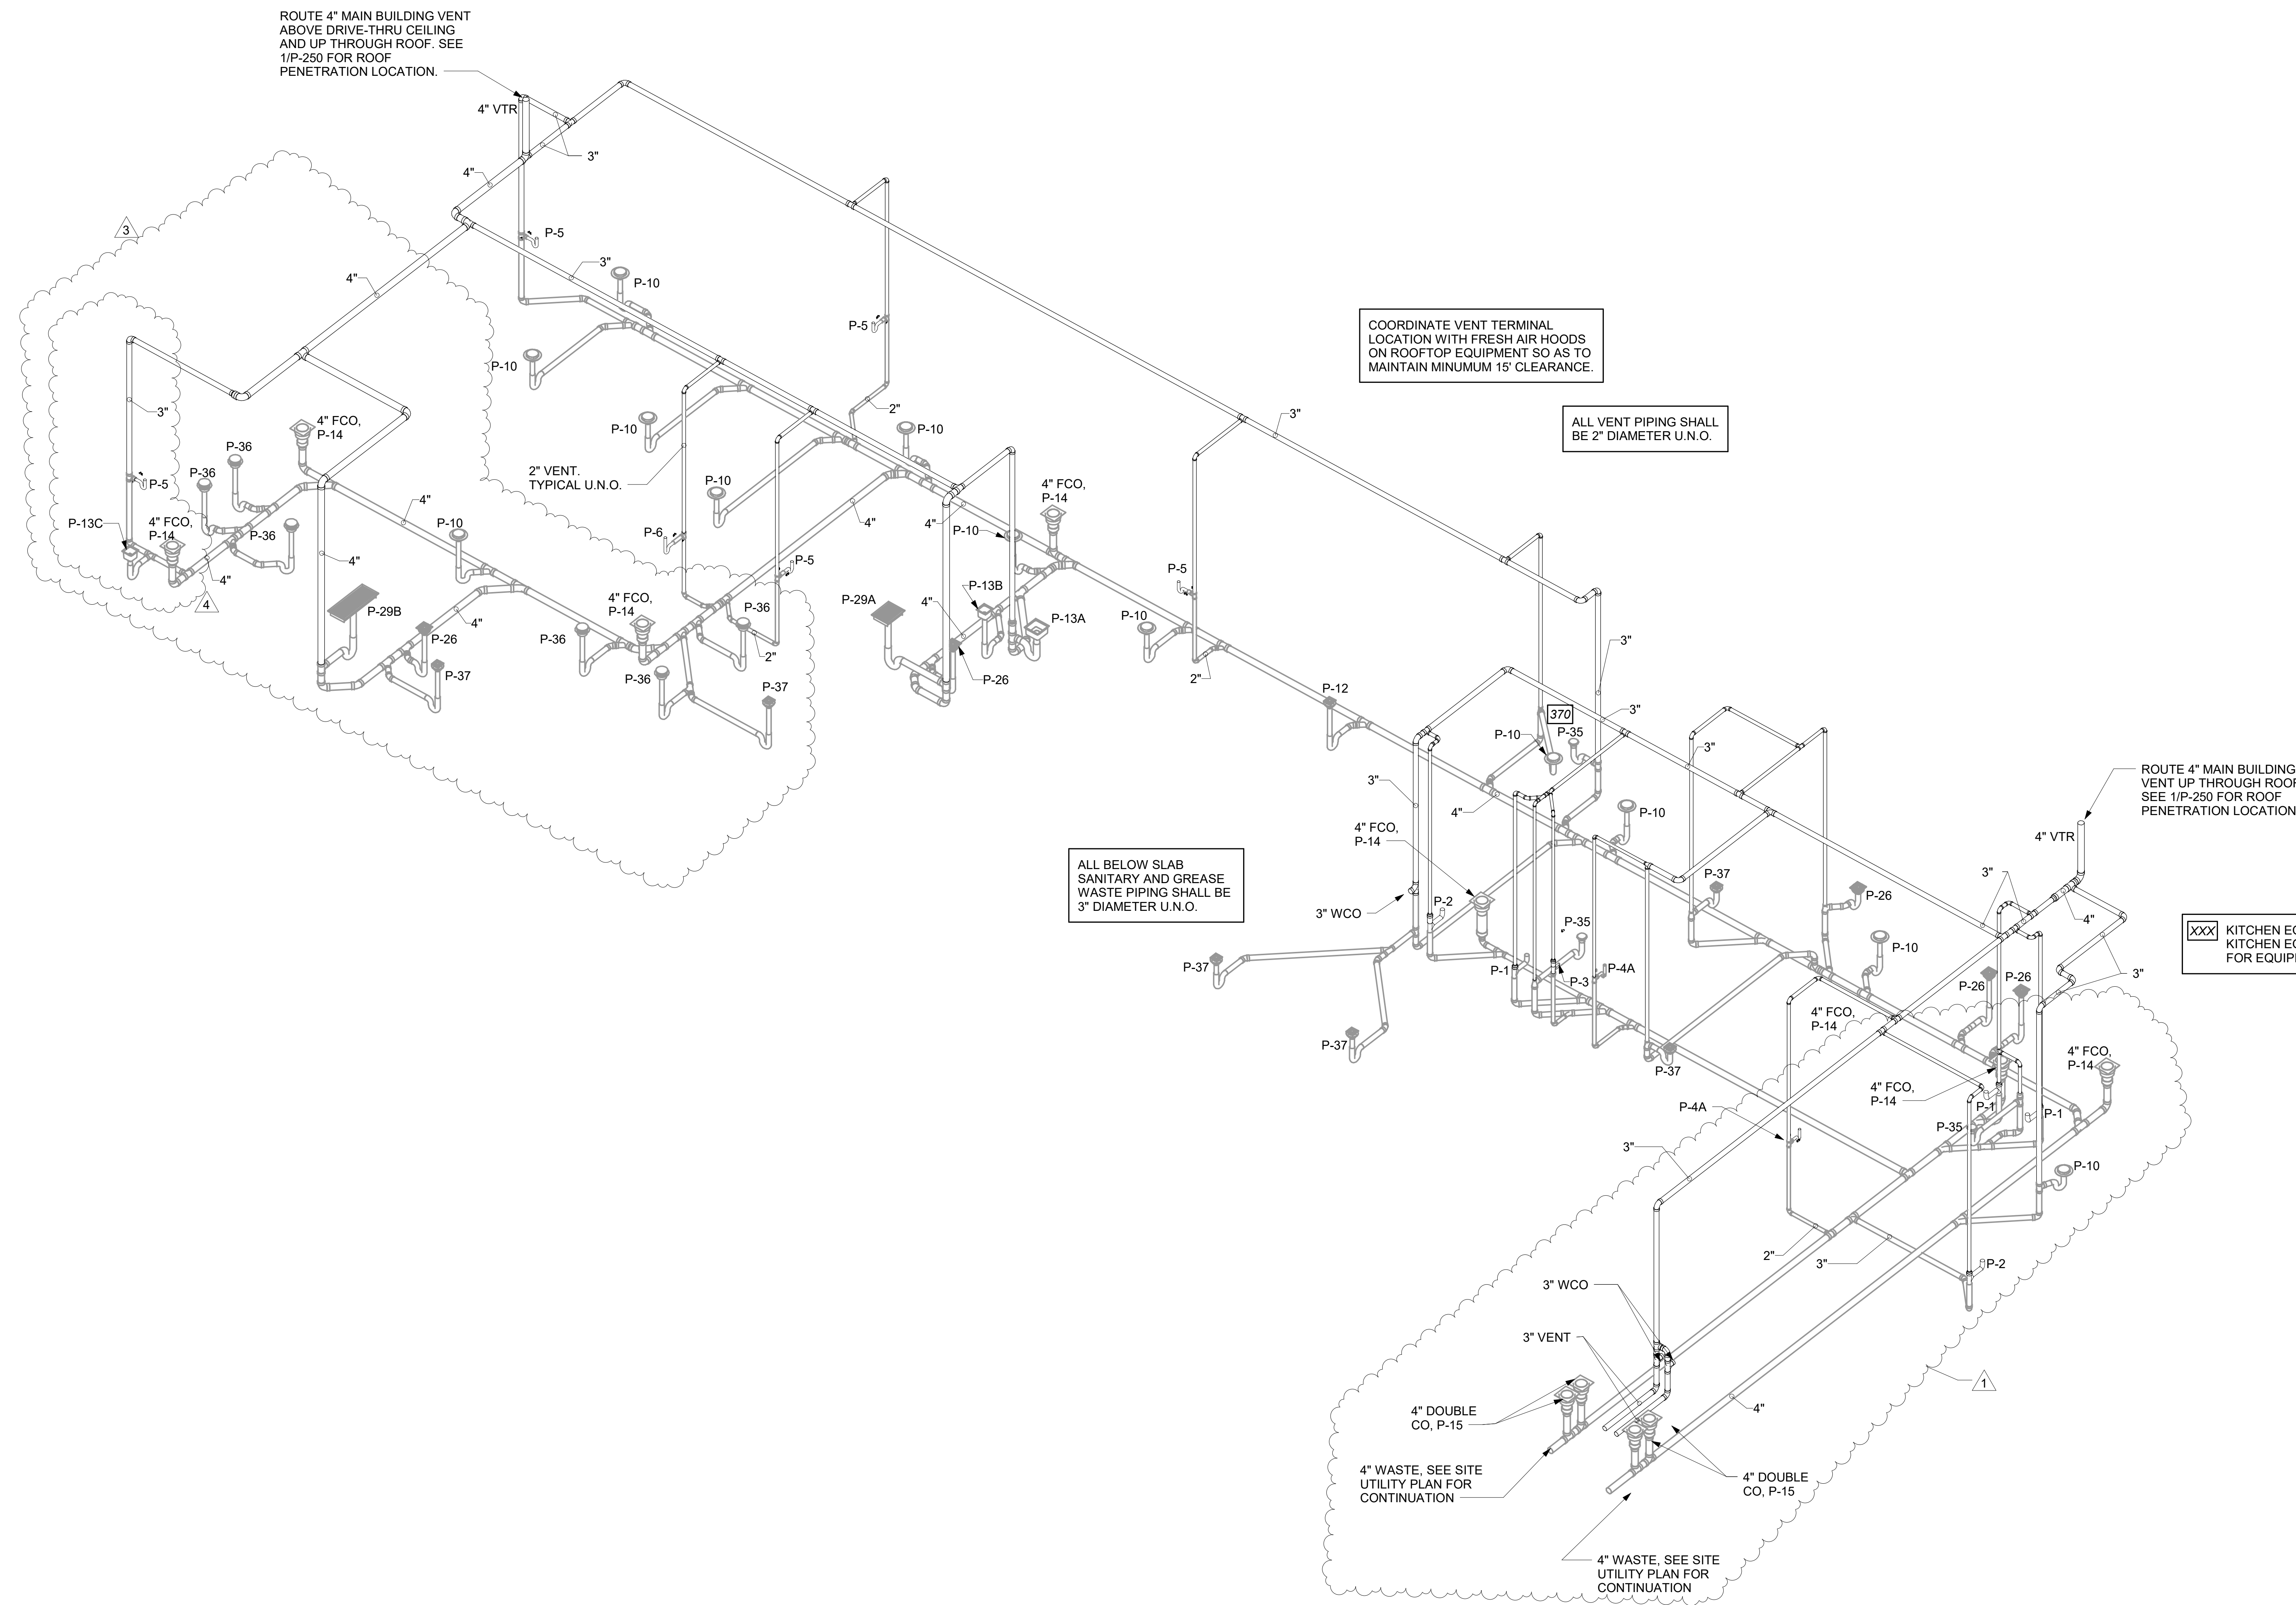 ROUTE 4" MAIN BUILDING VENT
ABOVE DRIVE-THRU CEILING
AND UP THROUGH ROOF. SEE
1/P-250 FOR ROOF
PENETRATION LOCATION.
4" VTR
3"
4"
3
P-5
3"
P-10
4"
P-5
P-10
COORDINATE VENT TERMINAL
LOCATION WITH FRESH AIR HOODS
ON ROOFTOP EQUIPMENT SO AS TO
MAINTAIN MINUMUM 15' CLEARANCE.
ALL VENT PIPING SHALL
BE 2" DIAMETER U.N.O.
3"
2"
3"
4" FCO,
P-14
P-10
P-10
P-36
P-36
P-5
2" VENT.
TYPICAL U.N.O.
P-10
4" FCO,
P-14
4"
P-13C
4" FCO,
P-14
P-36
P-10
4"
4"
P-10
P-6
4"
4"
4
P-5
P-5
P-13B
P-29B
4" FCO,
P-14
P-36
P-29A
4"
P-13A
P-10
4"
P-26
P-36
2"
3"
P-37
P-36
P-37
P-26
2"
P-12
370
3"
P-10
P-35
3"
3"
4"
P-10
4" FCO,
P-14
ROUTE 4" MAIN BUILDING
VENT UP THROUGH
SEE 1/P-250 FOR ROOF
PENETRATION LOCATION
4" VTR
ALL BELOW SLAB
SANITARY AND GREASE
WASTE PIPING SHALL BE
3" DIAMETER U.N.O.
P-37
P-26
3"
3" WCO
P-2
P-35
4"
XXX
KITCHEN
KITCHEN
FOR
P-10
P-37
P-1
P-3
P-4A
3"
P-26
P-26
4" FCO,
P-14
P-37
P-37
4" FCO,
P-14
4" FCO,
P-14
P-4A
P-1
P-1
P-35
3"
P-10
2"
3"
P-2
3" WCO
3" VENT
1
4"
4" DOUBLE
CO, P-15
4" WASTE, SEE SITE
UTILITY PLAN FOR
CONTINUATION
4" DOUBLE
CO, P-15
4" WASTE, SEE SITE
UTILITY PLAN FOR
CONTINUATION